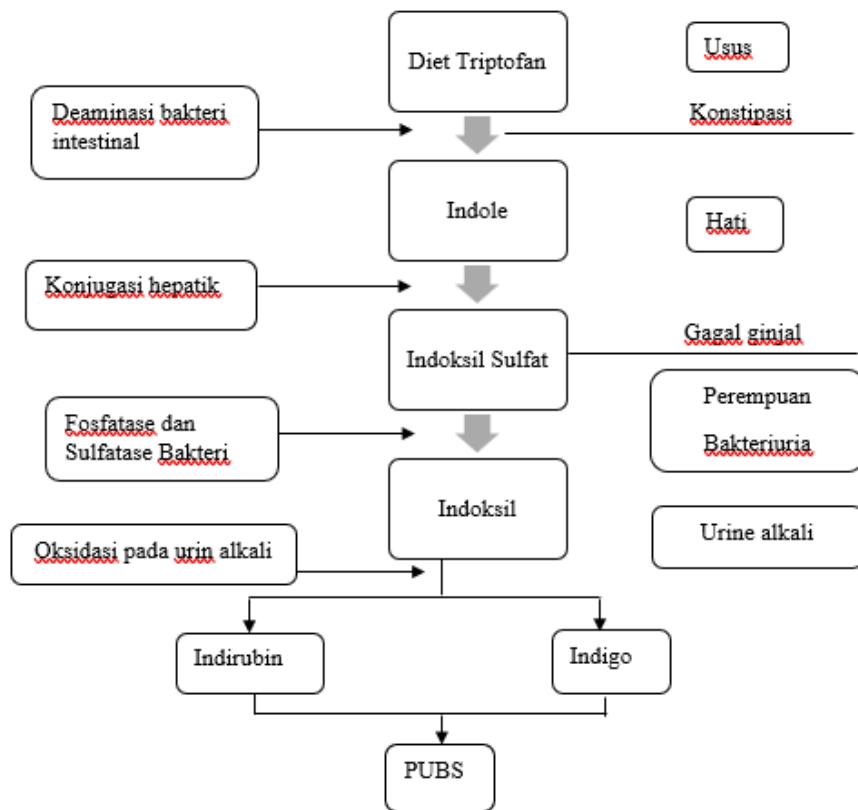 Diet Triptofan
Usus
Deaminasi bakteri
intestinal
Konstipasi
Indole
Hati
Konjugasi hepatik
Indoksil Sulfat
Gagal ginjal
Perempuan
Bakteriuria
Fosfatase dan
Sulfatase Bakteri
Indoksil
Urine alkali
Oksidasi pada urin alkali
Indirubin
Indigo
PUBS